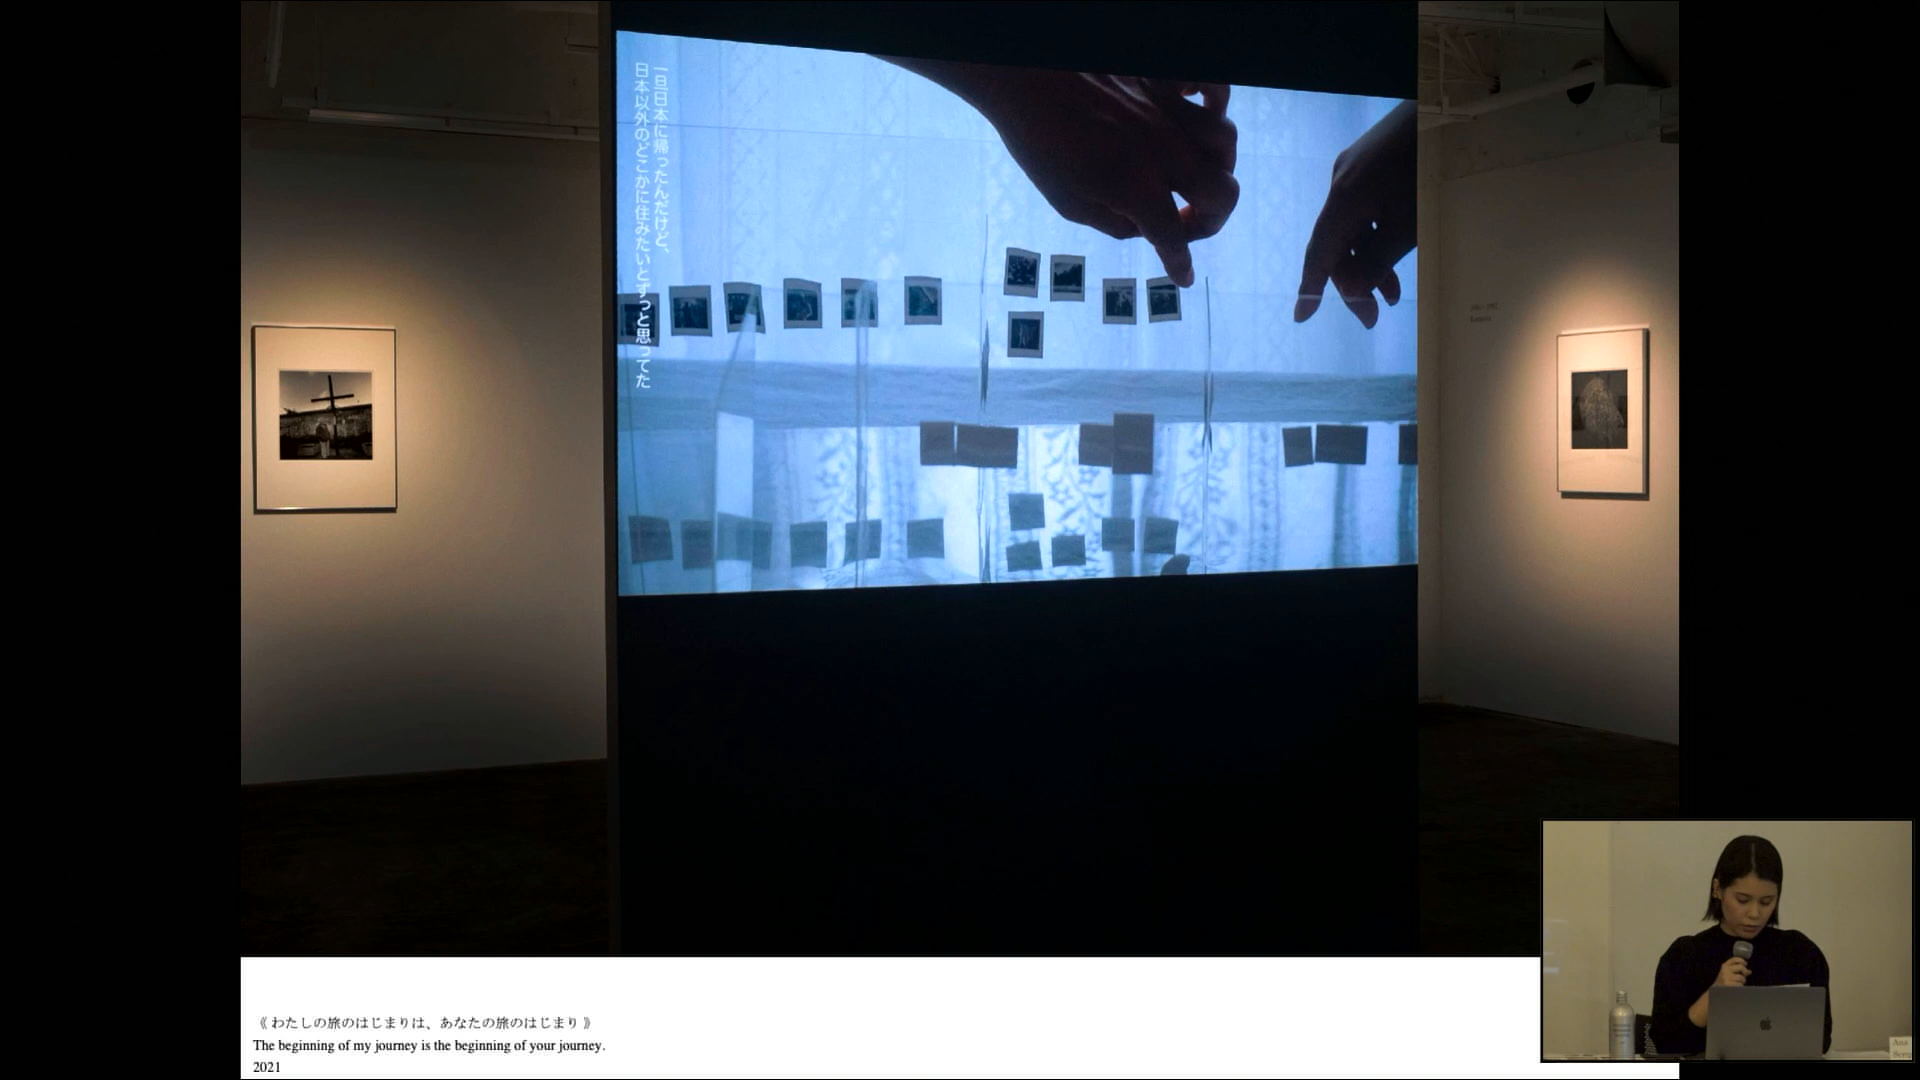 一旦日本に帰ったんだけど、
日本以外のどこかに住みたいとずっと思ってた
《 わたしの旅のはじまりは、あなたの旅のはじまり 》
The beginning of my journey is the beginning of your journey.
2021